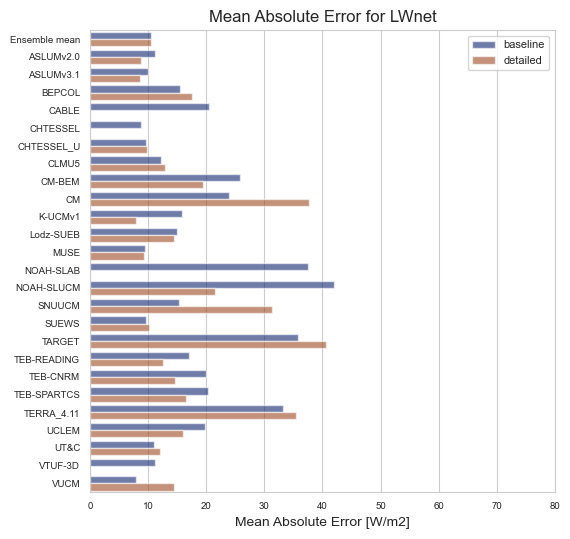 Mean Absolute Error for LWnet
baseline
detailed
Ensemble mean
ASLUMv2.0
ASLUMv3.1
BEPCOL
CABLE
CHTESSEL
CHTESSEL_U
CLMU5
CM-BEM
CM
K-UCMv1
Lodz-SUEB
MUSE
NOAH-SLAB
NOAH-SLUCM
SNUUCM
SUEWS
TARGET
TEB-READING
TEB-CNRM
TEB-SPARTCS
TERRA_4.11
UCLEM
UT&C
VTUF-3D
VUCM
0 10 20 30 40 50 60 70 80
Mean Absolute Error [W/m2]